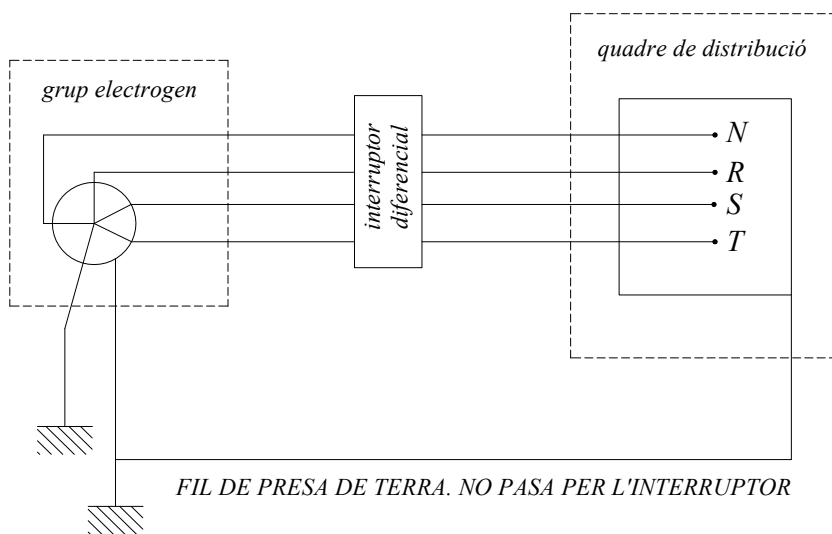 quadre de distribució
grup electrogen
interruptor
diferencial
N
R
S
T
FIL DE PRESA DE TERRA. NO PASA PER L'INTERRUPTOR